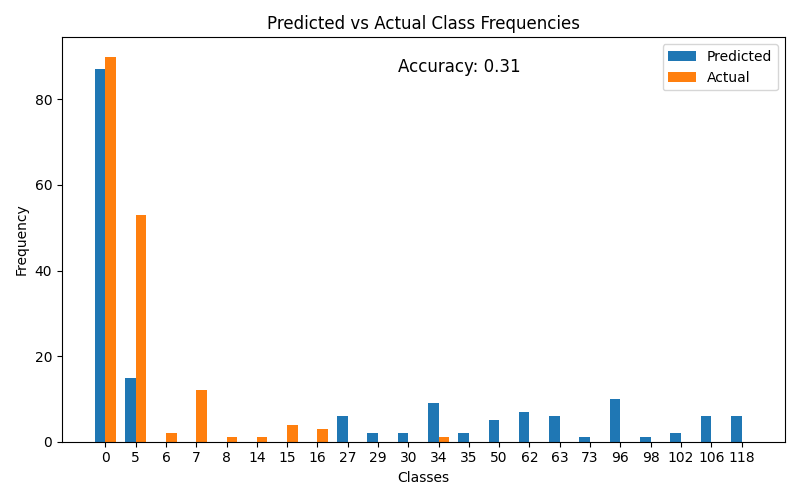 Predicted vs Actual Class Frequencies
Accuracy: 0.31
Predicted
Actual
Frequency
80
60
40
20
0
0 5 6 7 8 14 15 16 27 29 30 34 35 50 62 63 73 96 98 102 106 118
Classes